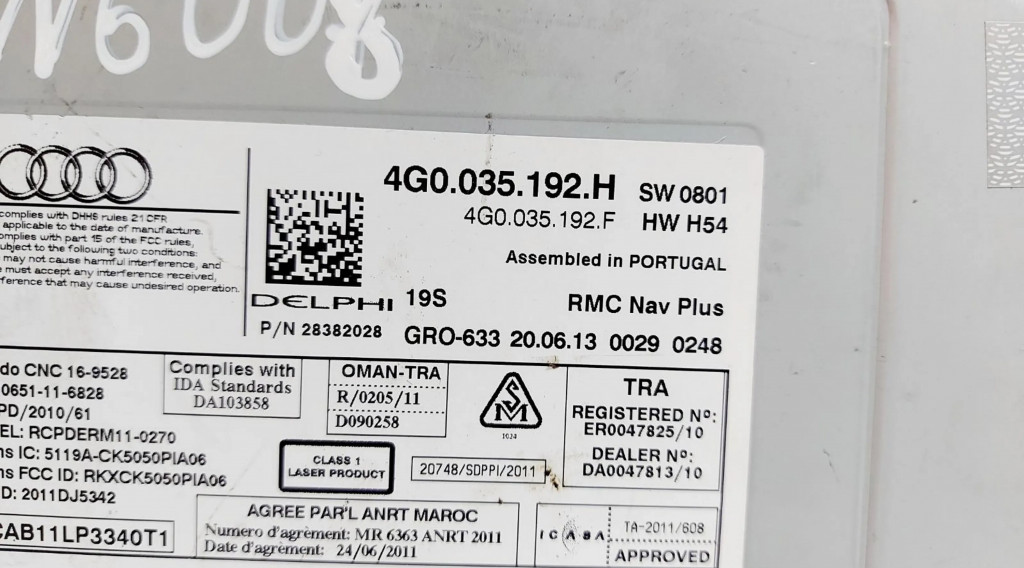 N6008
4G0.035.192.H SW 0801
4G0.035.192.F HW H54
Assembled in PORTUGAL
complies with DHHS rules 21 CFR
applicable to the date of manufacture.
complies with part 15 of the FCC rules,
ubject to the following two conditions:
may not cause harmful interference, and
must accept any interference received,
ference that may cause undesired operation.
DELPHI 19S RMC Nav Plus
P/N 28382028 GRO-633 20.06.13 0029 0248
do CNC 16-9528
0651-11-6828
PD/2010/61
EL: RCPDERM11-0270
ns IC: 5119A-CK5050PIA06
ns FCC ID: RKXCK5050PIA06
D: 2011DJ5342
CAB11LP3340T1
Complies with
IDA Standards
DA103858
OMAN-TRA
R/0205/11
D090258
CLASS 1
LASER PRODUCT
SM
1024
20748/SDPPI/2011
TRA
REGISTERED Nº:
ER0047825/10
DEALER Nº:
DA0047813/10
AGREE PAR'L ANRT MAROC
Numero d'agrément: MR 6363 ANRT 2011
Date d'agrément: 24/06/2011
ICASA
TA-2011/608
APPROVED